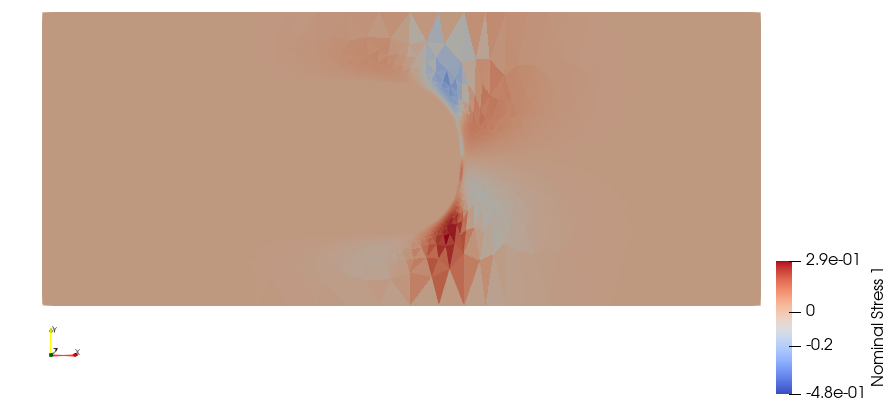 2.9e-01
0
-0.2
-4.8e-01
Nominal Stress 1
Y
Z
X